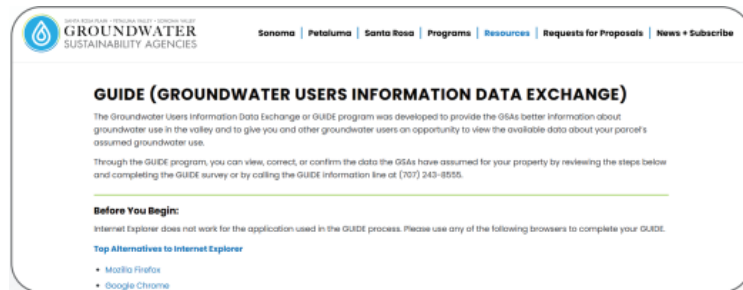 SANTA ROSA PLAIN • PETALUMA VALLEY • SONOMA VALLEY
GROUNDWATER
SUSTAINABILITY AGENCIES
Sonoma | Petaluma | Santa Rosa | Programs | Resources | Requests for Proposals | News + Subscribe
GUIDE (GROUNDWATER USERS INFORMATION DATA EXCHANGE)
The Groundwater Users Information Data Exchange or GUIDE program was developed to provide the GSAs better information about
groundwater use in the valley and to give you and other groundwater users an opportunity to view the available data about your parcel's
assumed groundwater use.
Through the GUIDE program, you can view, correct, or confirm the data the GSAs have assumed for your property by reviewing the steps below
and completing the GUIDE survey or by calling the GUIDE information line at (707) 243-8555.
Before You Begin:
Internet Explorer does not work for the application used in the GUIDE process. Please use any of the following browsers to complete your GUIDE.
Top Alternatives to Internet Explorer
• Mozilla Firefox
• Google Chrome